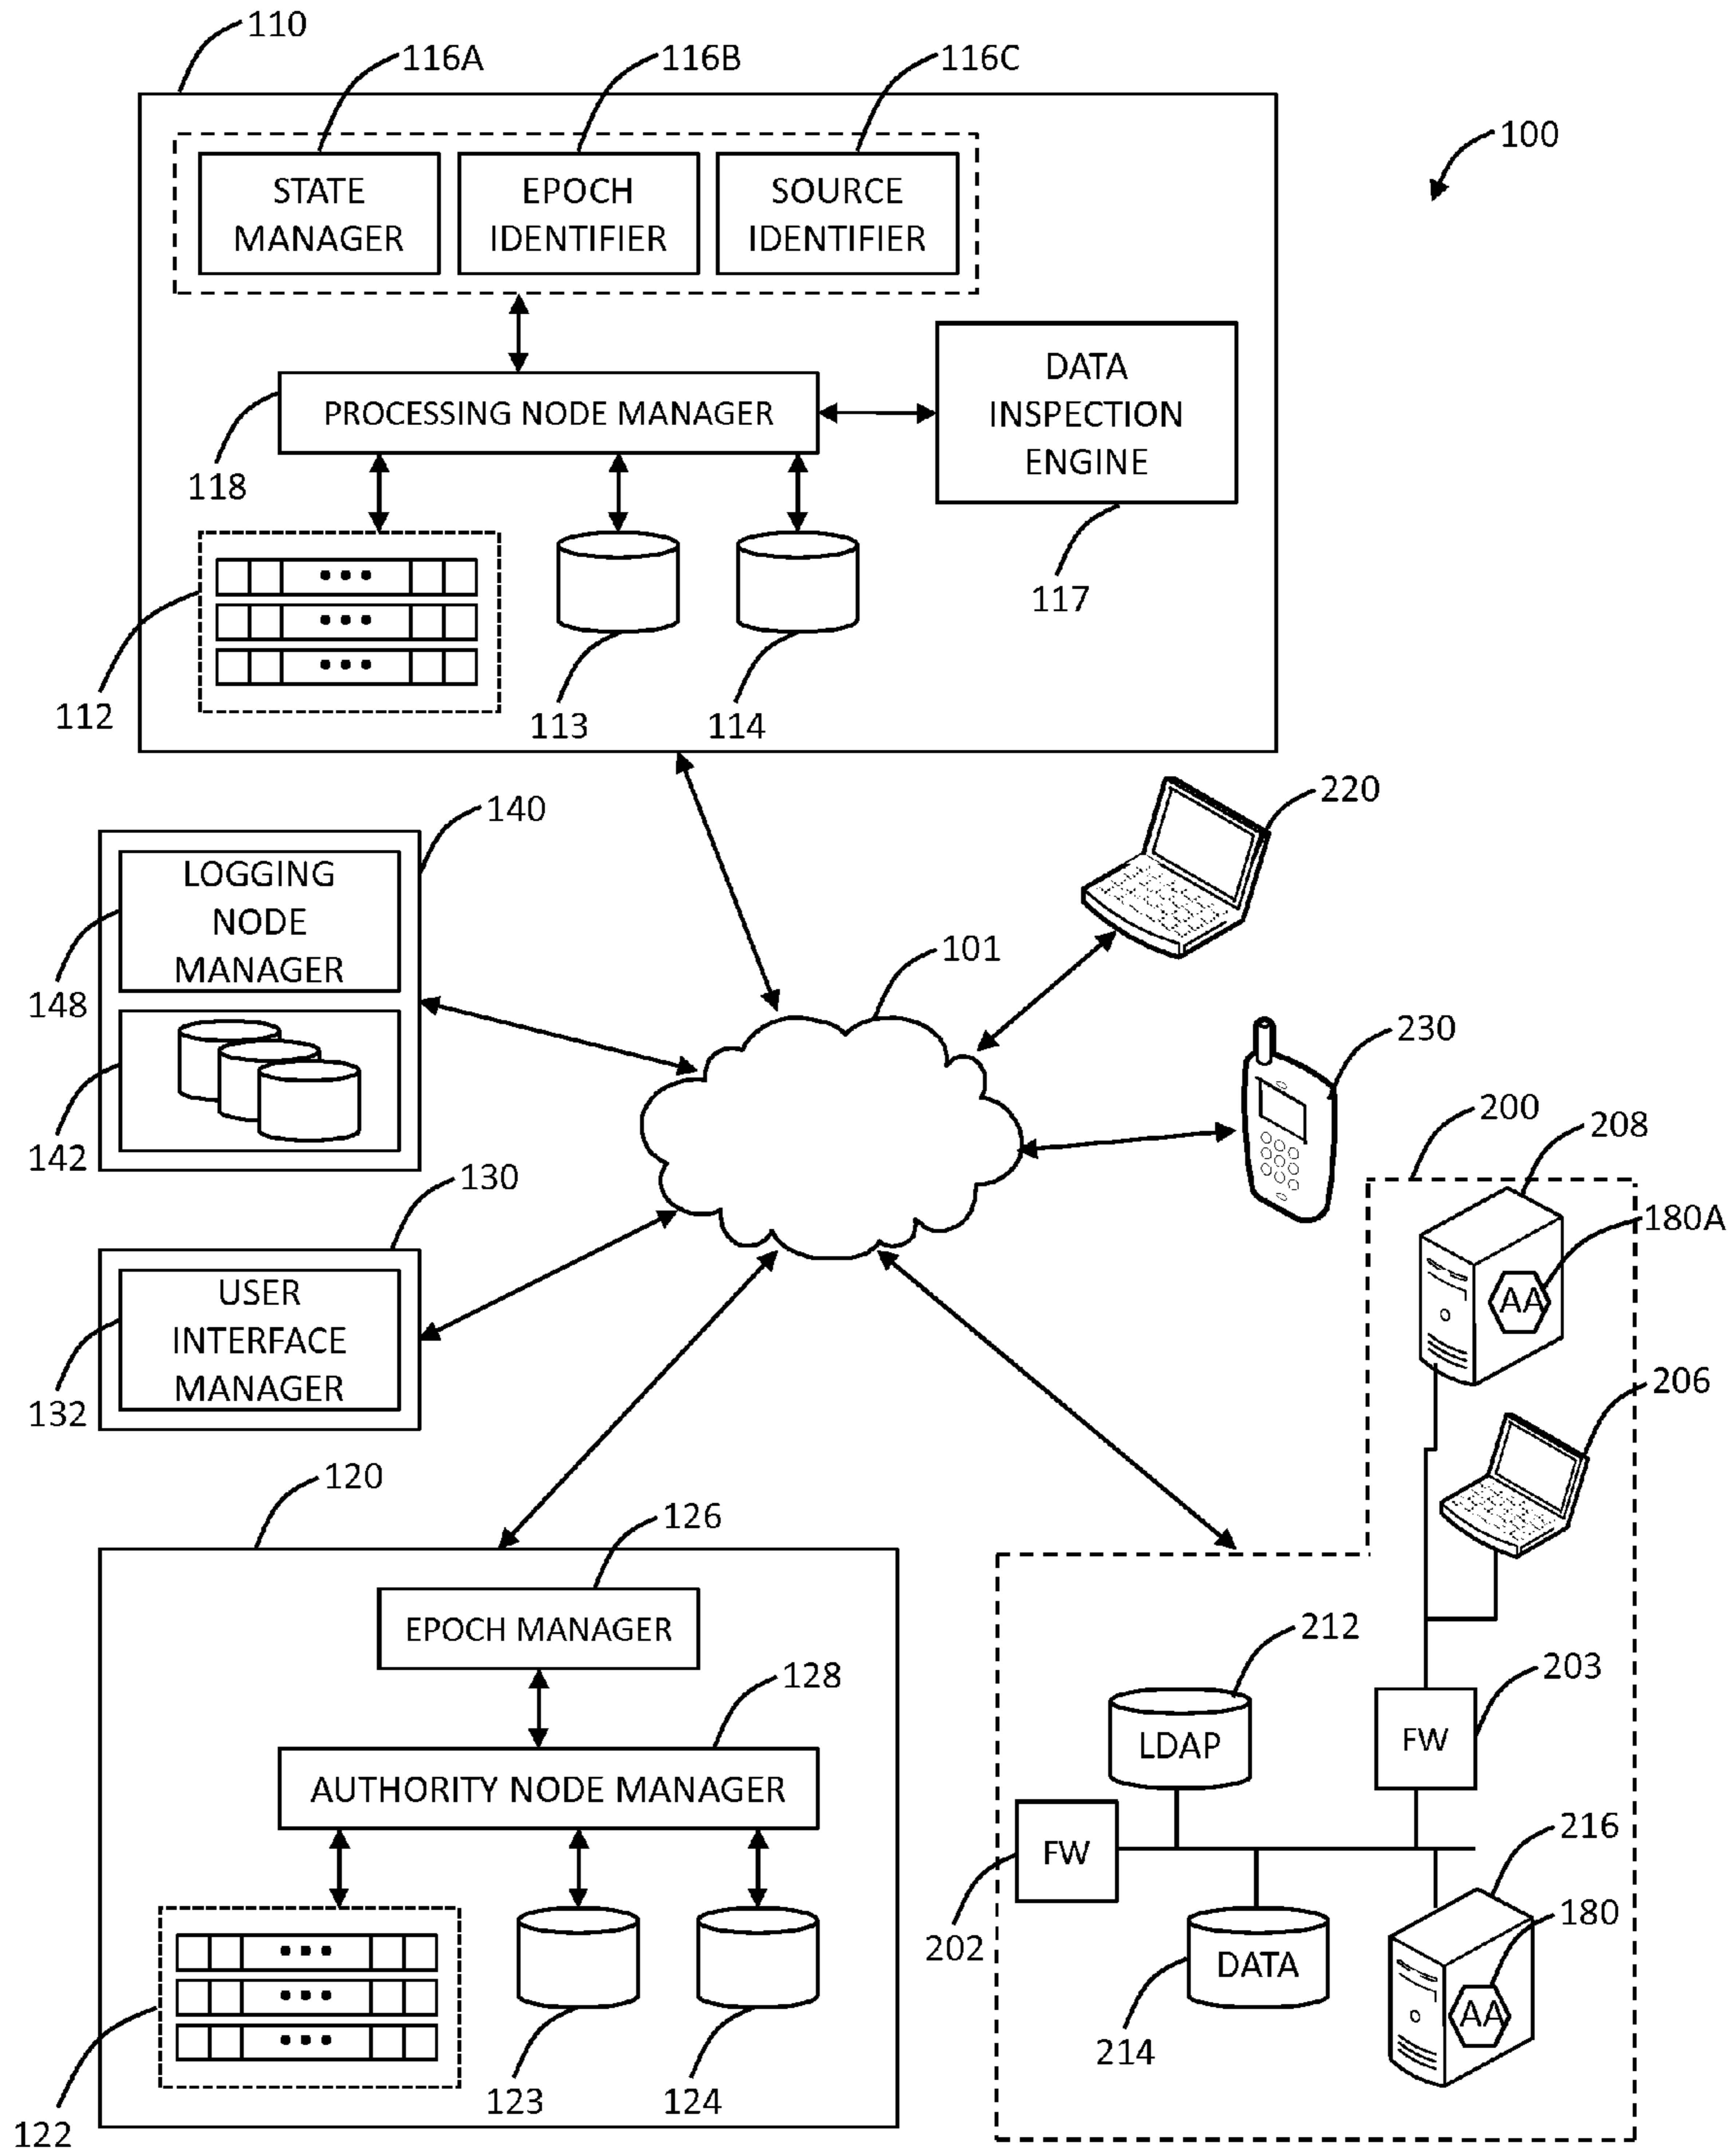 110
116A
116B
116C
100
STATE
MANAGER
EPOCH
IDENTIFIER
SOURCE
IDENTIFIER
DATA
INSPECTION
ENGINE
PROCESSING NODE MANAGER
118
117
112
113
114
220
140
LOGGING
NODE
MANAGER
148
142
101
230
200
208
180A
AA
130
USER
INTERFACE
MANAGER
132
206
120
126
EPOCH MANAGER
128
AUTHORITY NODE MANAGER
122
123
124
212
LDAP
203
FW
FW
202
216
180
AA
DATA
214